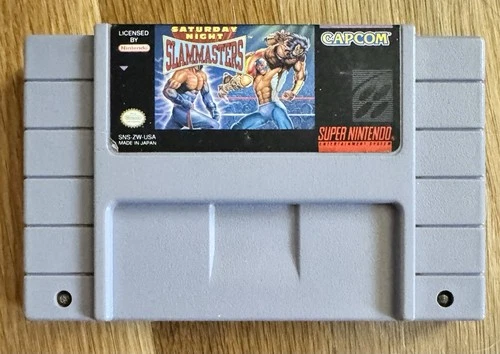 LICENSED
BY
Nintendo
SATURDAY
NIGHT
SLAMMASTERS
CAPCOM
SNS-ZW-USA
MADE IN JAPAN
SUPER NINTENDO
ENTERTAINMENT SYSTEM